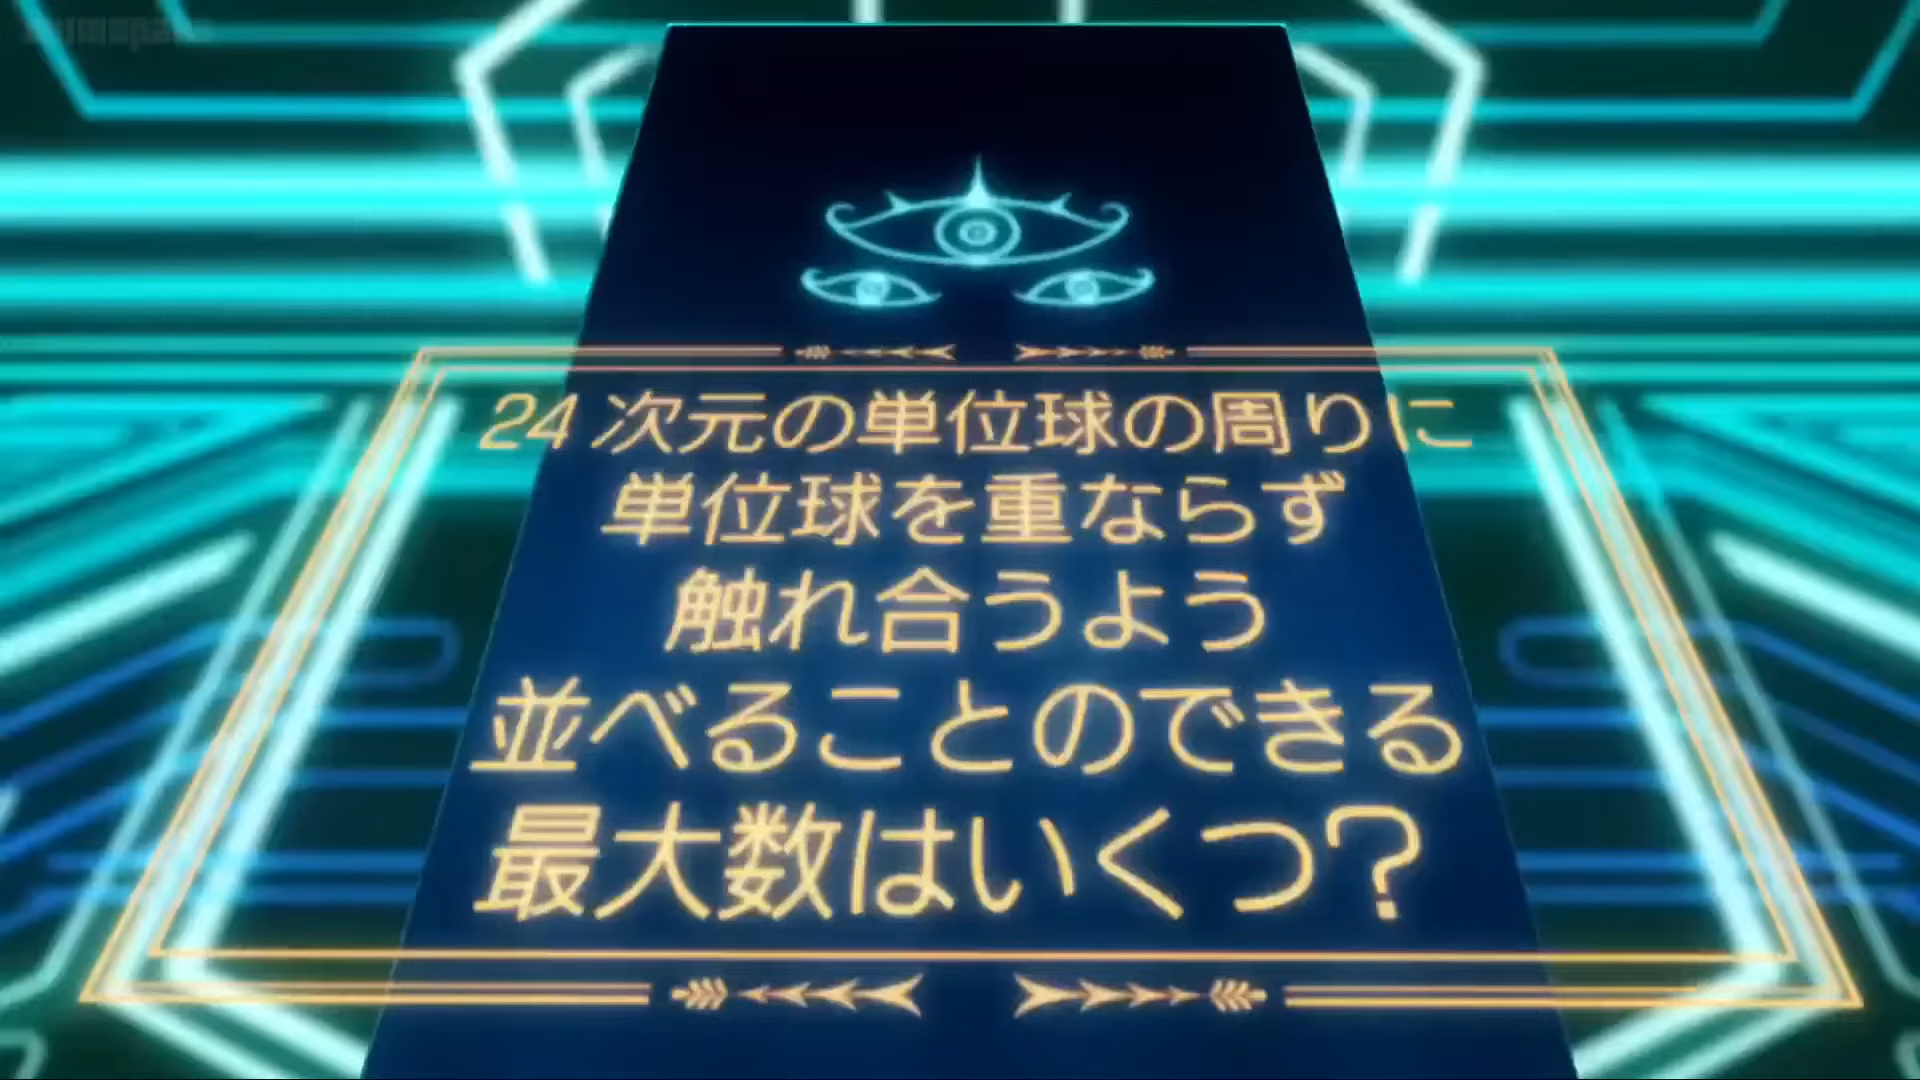 24次元の単位球の周りに
単位球を重ならず
触れ合うよう
並べることのできる
最大数はいくつ?